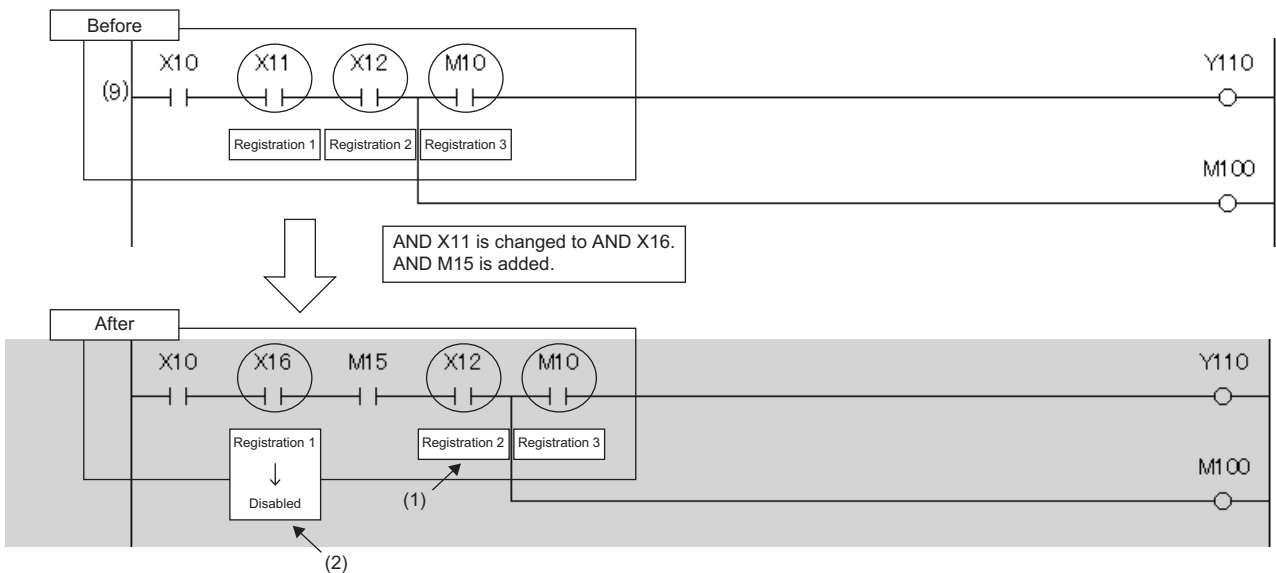 Before
X10 X11 X12 M10 Y110
(9)
Registration 1 Registration 2 Registration 3
M100
AND X11 is changed to AND X16.
AND M15 is added.
After
X10 X16 M15 X12 M10 Y110
Registration 1 Registration 2 Registration 3
↓
Disabled
M100
(1)
(2)